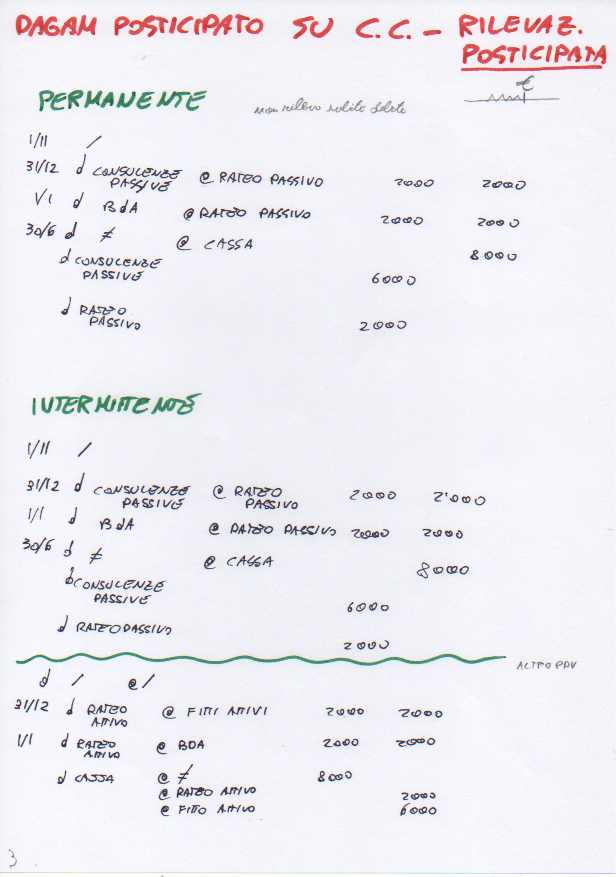 PAGAM POSTICIPATO SU C.C. - RILEVAZ.
POSTICIPATA
€
PERMANENTE non rilevo subito
1/11 /
31/12 d CONSULENZE PASSIVE @ RATEO PASSIVO 2000 2000
1/1 d BDA @ RATEO PASSIVO 2000 2000
30/6 d ≠ @ CASSA 8000
d CONSULENZE PASSIVE 6000
d RATEO PASSIVO 2000
INTERMITTENTE
1/11 /
31/12 d CONSULENZE PASSIVE @ RATEO PASSIVO 2000 2'000
1/1 d BDA @ RATEO PASSIVO 2000 2000
30/6 d ≠ @ CASSA 8000
d CONSULENZE PASSIVE 6000
d RATEO PASSIVO 2000
ALTRO PDV
d / @ /
31/12 d RATEO ATTIVO @ FITTI ATTIVI 2000 2000
1/1 d RATEO ATTIVO @ BDA 2000 2000
d CASSA @ ≠ 8000
@ RATEO ATTIVO 2000
@ FITTO ATTIVO 6000
3